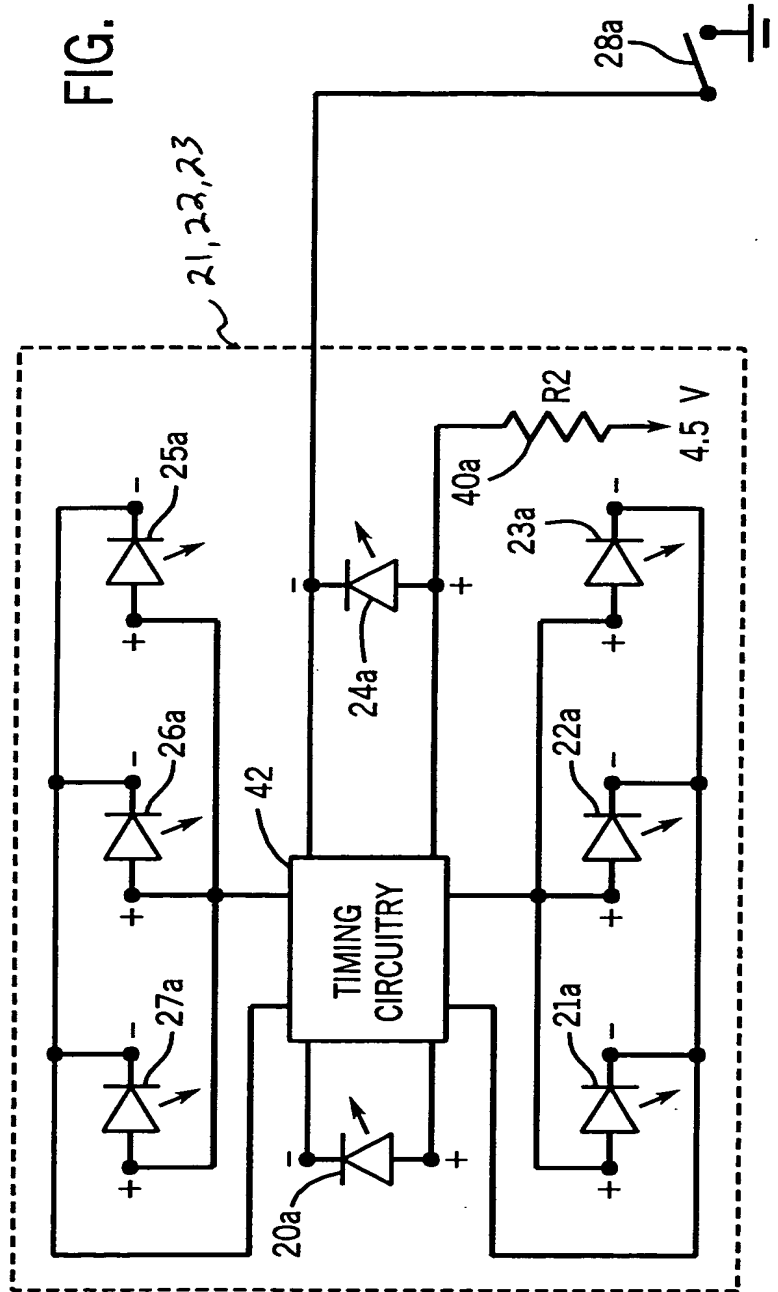 FIG.
21, 22, 23
27a
26a
25a
- - -
+ + +
42
28a
TIMING
CIRCUITRY
-
-
20a
24a
+
+
40a
R2
4.5 V
21a
22a
23a
- - -
+ + +